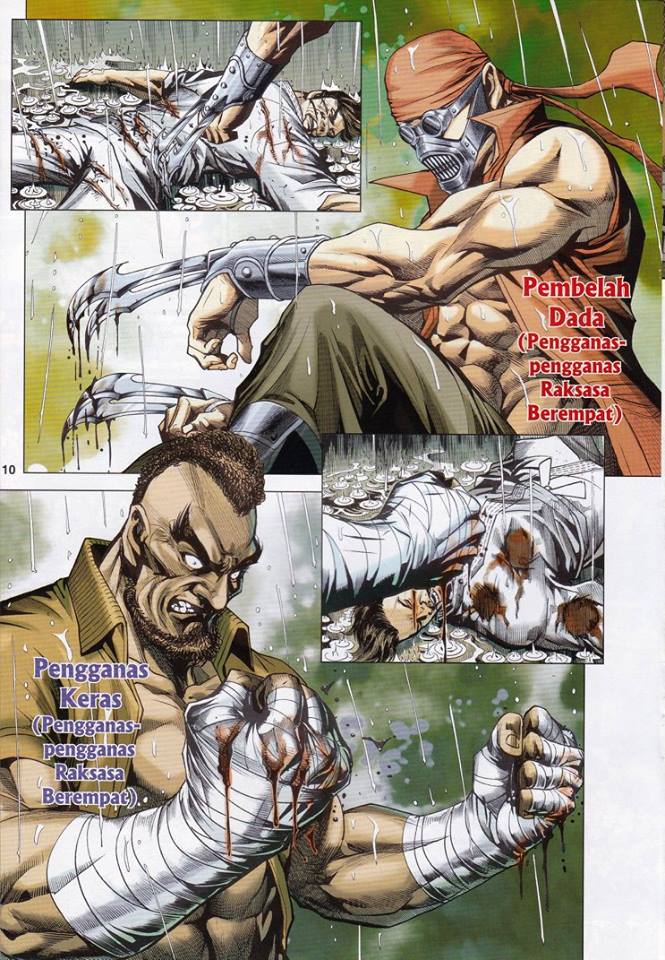 Pembelah
Dada
(Pengganas-
pengganas
Raksasa
Berempat)
10
Pengganas
Keras
(Pengganas-
pengganas
Raksasa
Berempat)